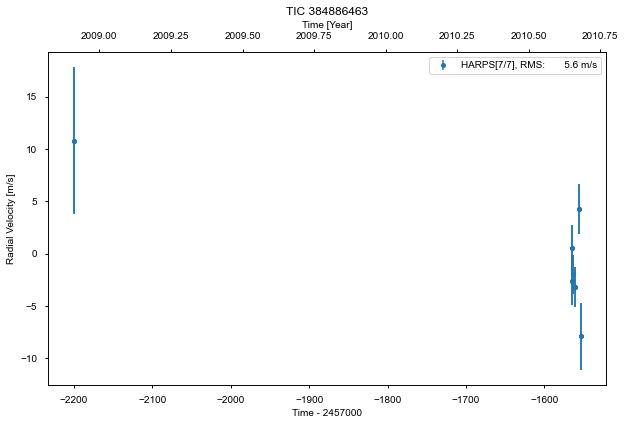 TIC 384886463
Time [Year]
2009.00 2009.25 2009.50 2009.75 2010.00 2010.25 2010.50 2010.75
HARPS[7/7], RMS: 5.6 m/s
15
10
5
0
−5
−10
Radial Velocity [m/s]
−2200 −2100 −2000 −1900 −1800 −1700 −1600
Time - 2457000